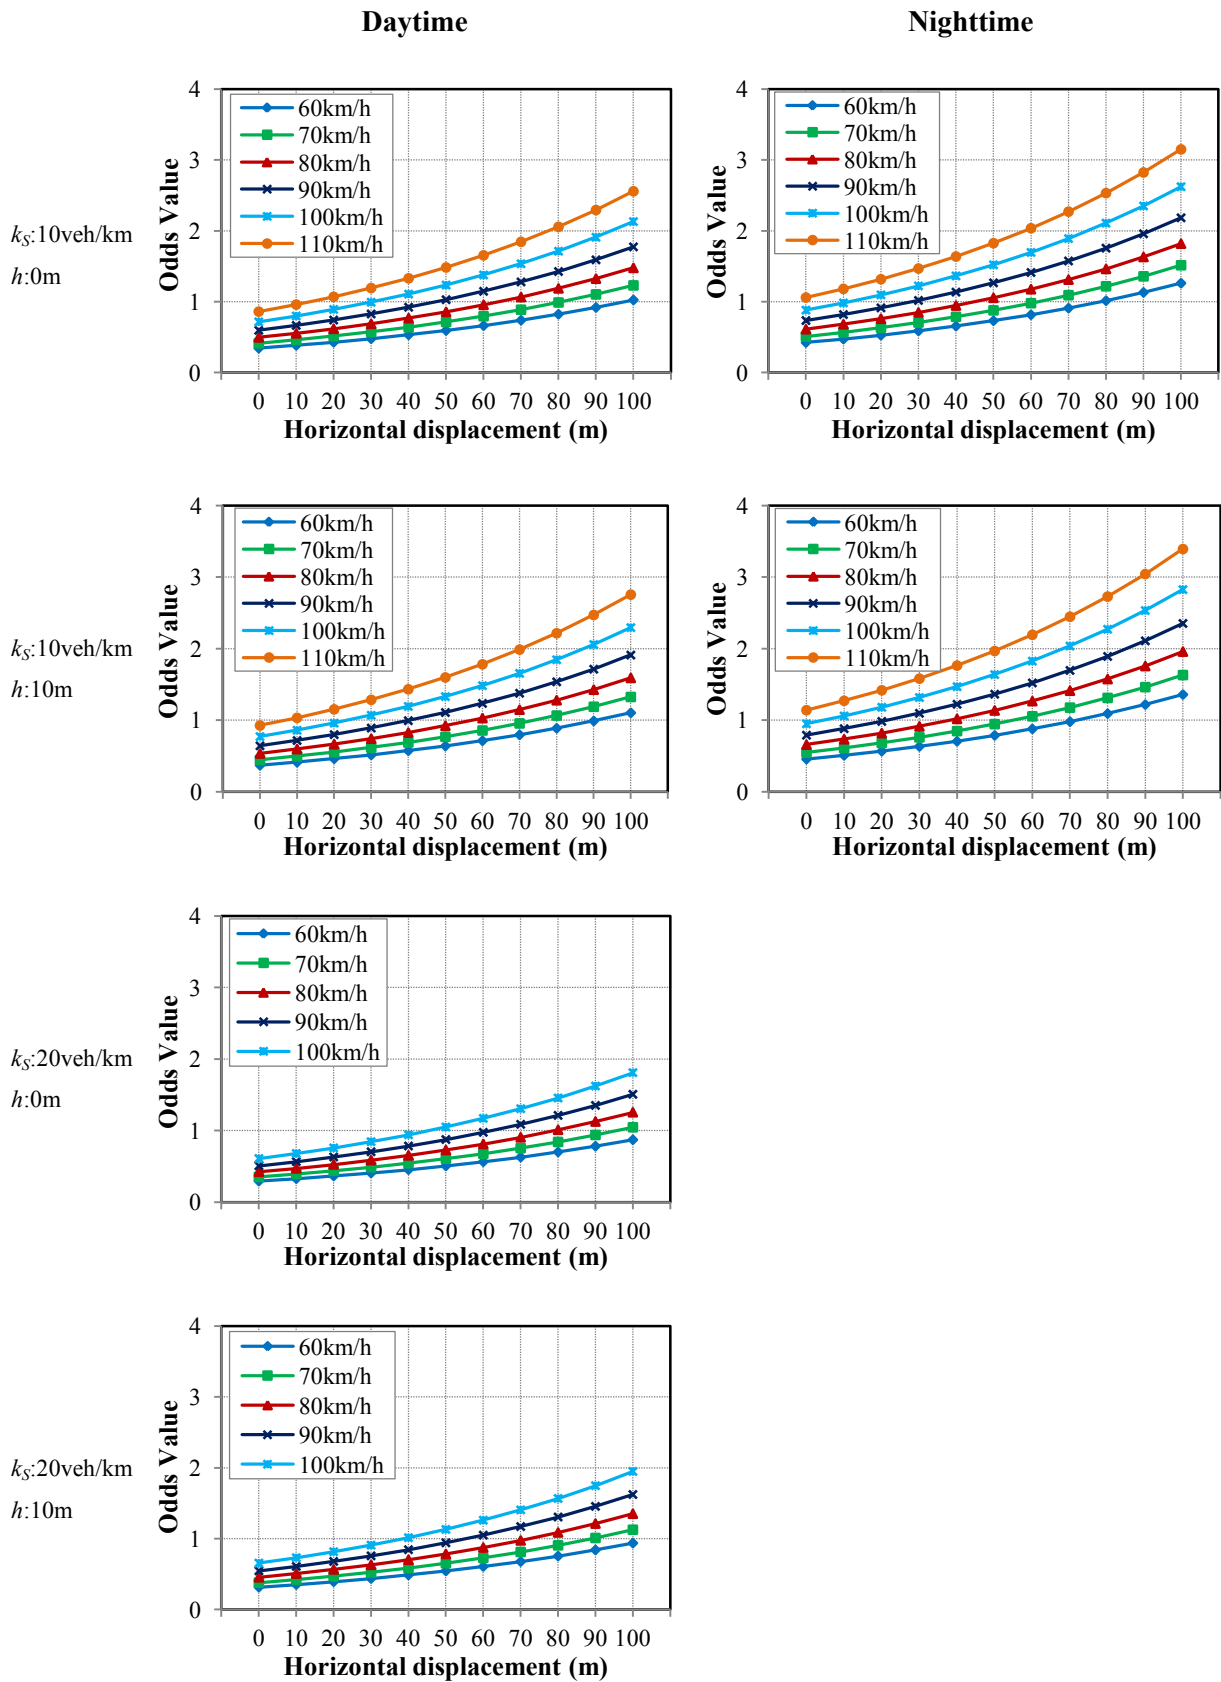 Daytime
Nighttime
k_S:10veh/km
h:0m
Odds Value
4
3
2
1
0
60km/h
70km/h
80km/h
90km/h
100km/h
110km/h
0 10 20 30 40 50 60 70 80 90 100
Horizontal displacement (m)
Odds Value
4
3
2
1
0
60km/h
70km/h
80km/h
90km/h
100km/h
110km/h
0 10 20 30 40 50 60 70 80 90 100
Horizontal displacement (m)
k_S:10veh/km
h:10m
Odds Value
4
3
2
1
0
60km/h
70km/h
80km/h
90km/h
100km/h
110km/h
0 10 20 30 40 50 60 70 80 90 100
Horizontal displacement (m)
Odds Value
4
3
2
1
0
60km/h
70km/h
80km/h
90km/h
100km/h
110km/h
0 10 20 30 40 50 60 70 80 90 100
Horizontal displacement (m)
k_S:20veh/km
h:0m
Odds Value
4
3
2
1
0
60km/h
70km/h
80km/h
90km/h
100km/h
0 10 20 30 40 50 60 70 80 90 100
Horizontal displacement (m)
k_S:20veh/km
h:10m
Odds Value
4
3
2
1
0
60km/h
70km/h
80km/h
90km/h
100km/h
0 10 20 30 40 50 60 70 80 90 100
Horizontal displacement (m)